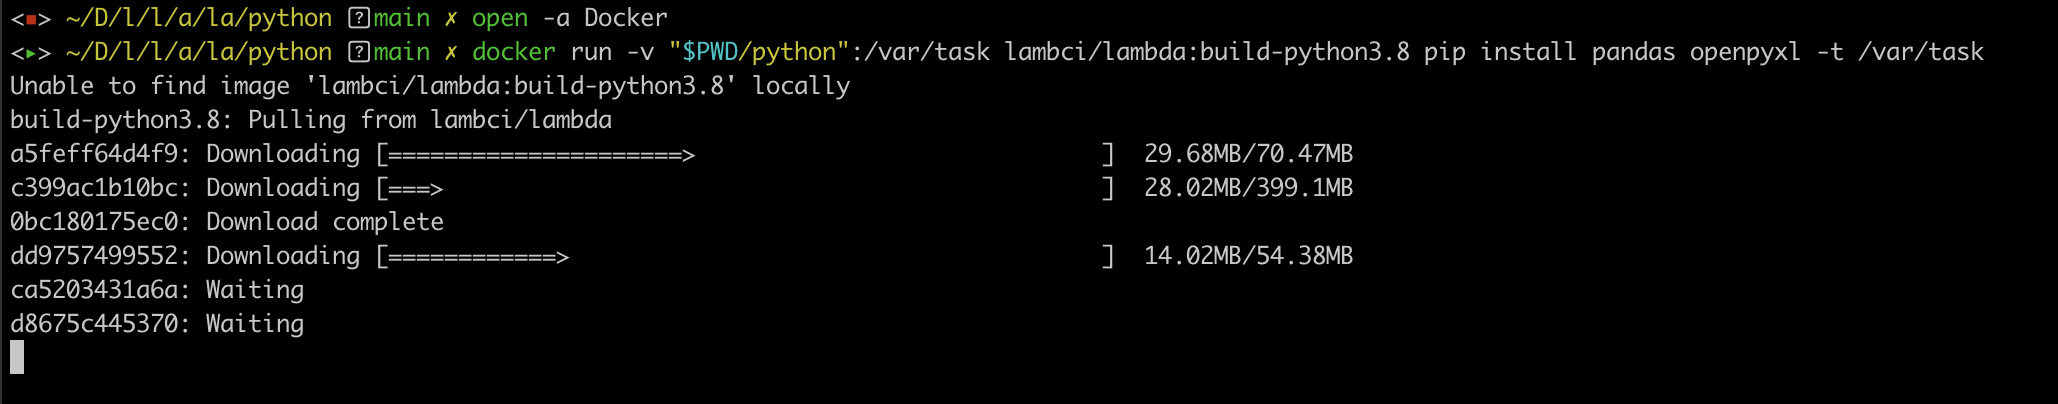 <■> ~/D/l/l/a/la/python [?]main ✗ open -a Docker
<▸> ~/D/l/l/a/la/python [?]main ✗ docker run -v "$PWD/python":/var/task lambci/lambda:build-python3.8 pip install pandas openpyxl -t /var/task
Unable to find image 'lambci/lambda:build-python3.8' locally
build-python3.8: Pulling from lambci/lambda
a5feff64d4f9: Downloading [=====================>                              ]  29.68MB/70.47MB
c399ac1b10bc: Downloading [===>                                                ]  28.02MB/399.1MB
0bc180175ec0: Download complete
dd9757499552: Downloading [============>                                       ]  14.02MB/54.38MB
ca5203431a6a: Waiting
d8675c445370: Waiting